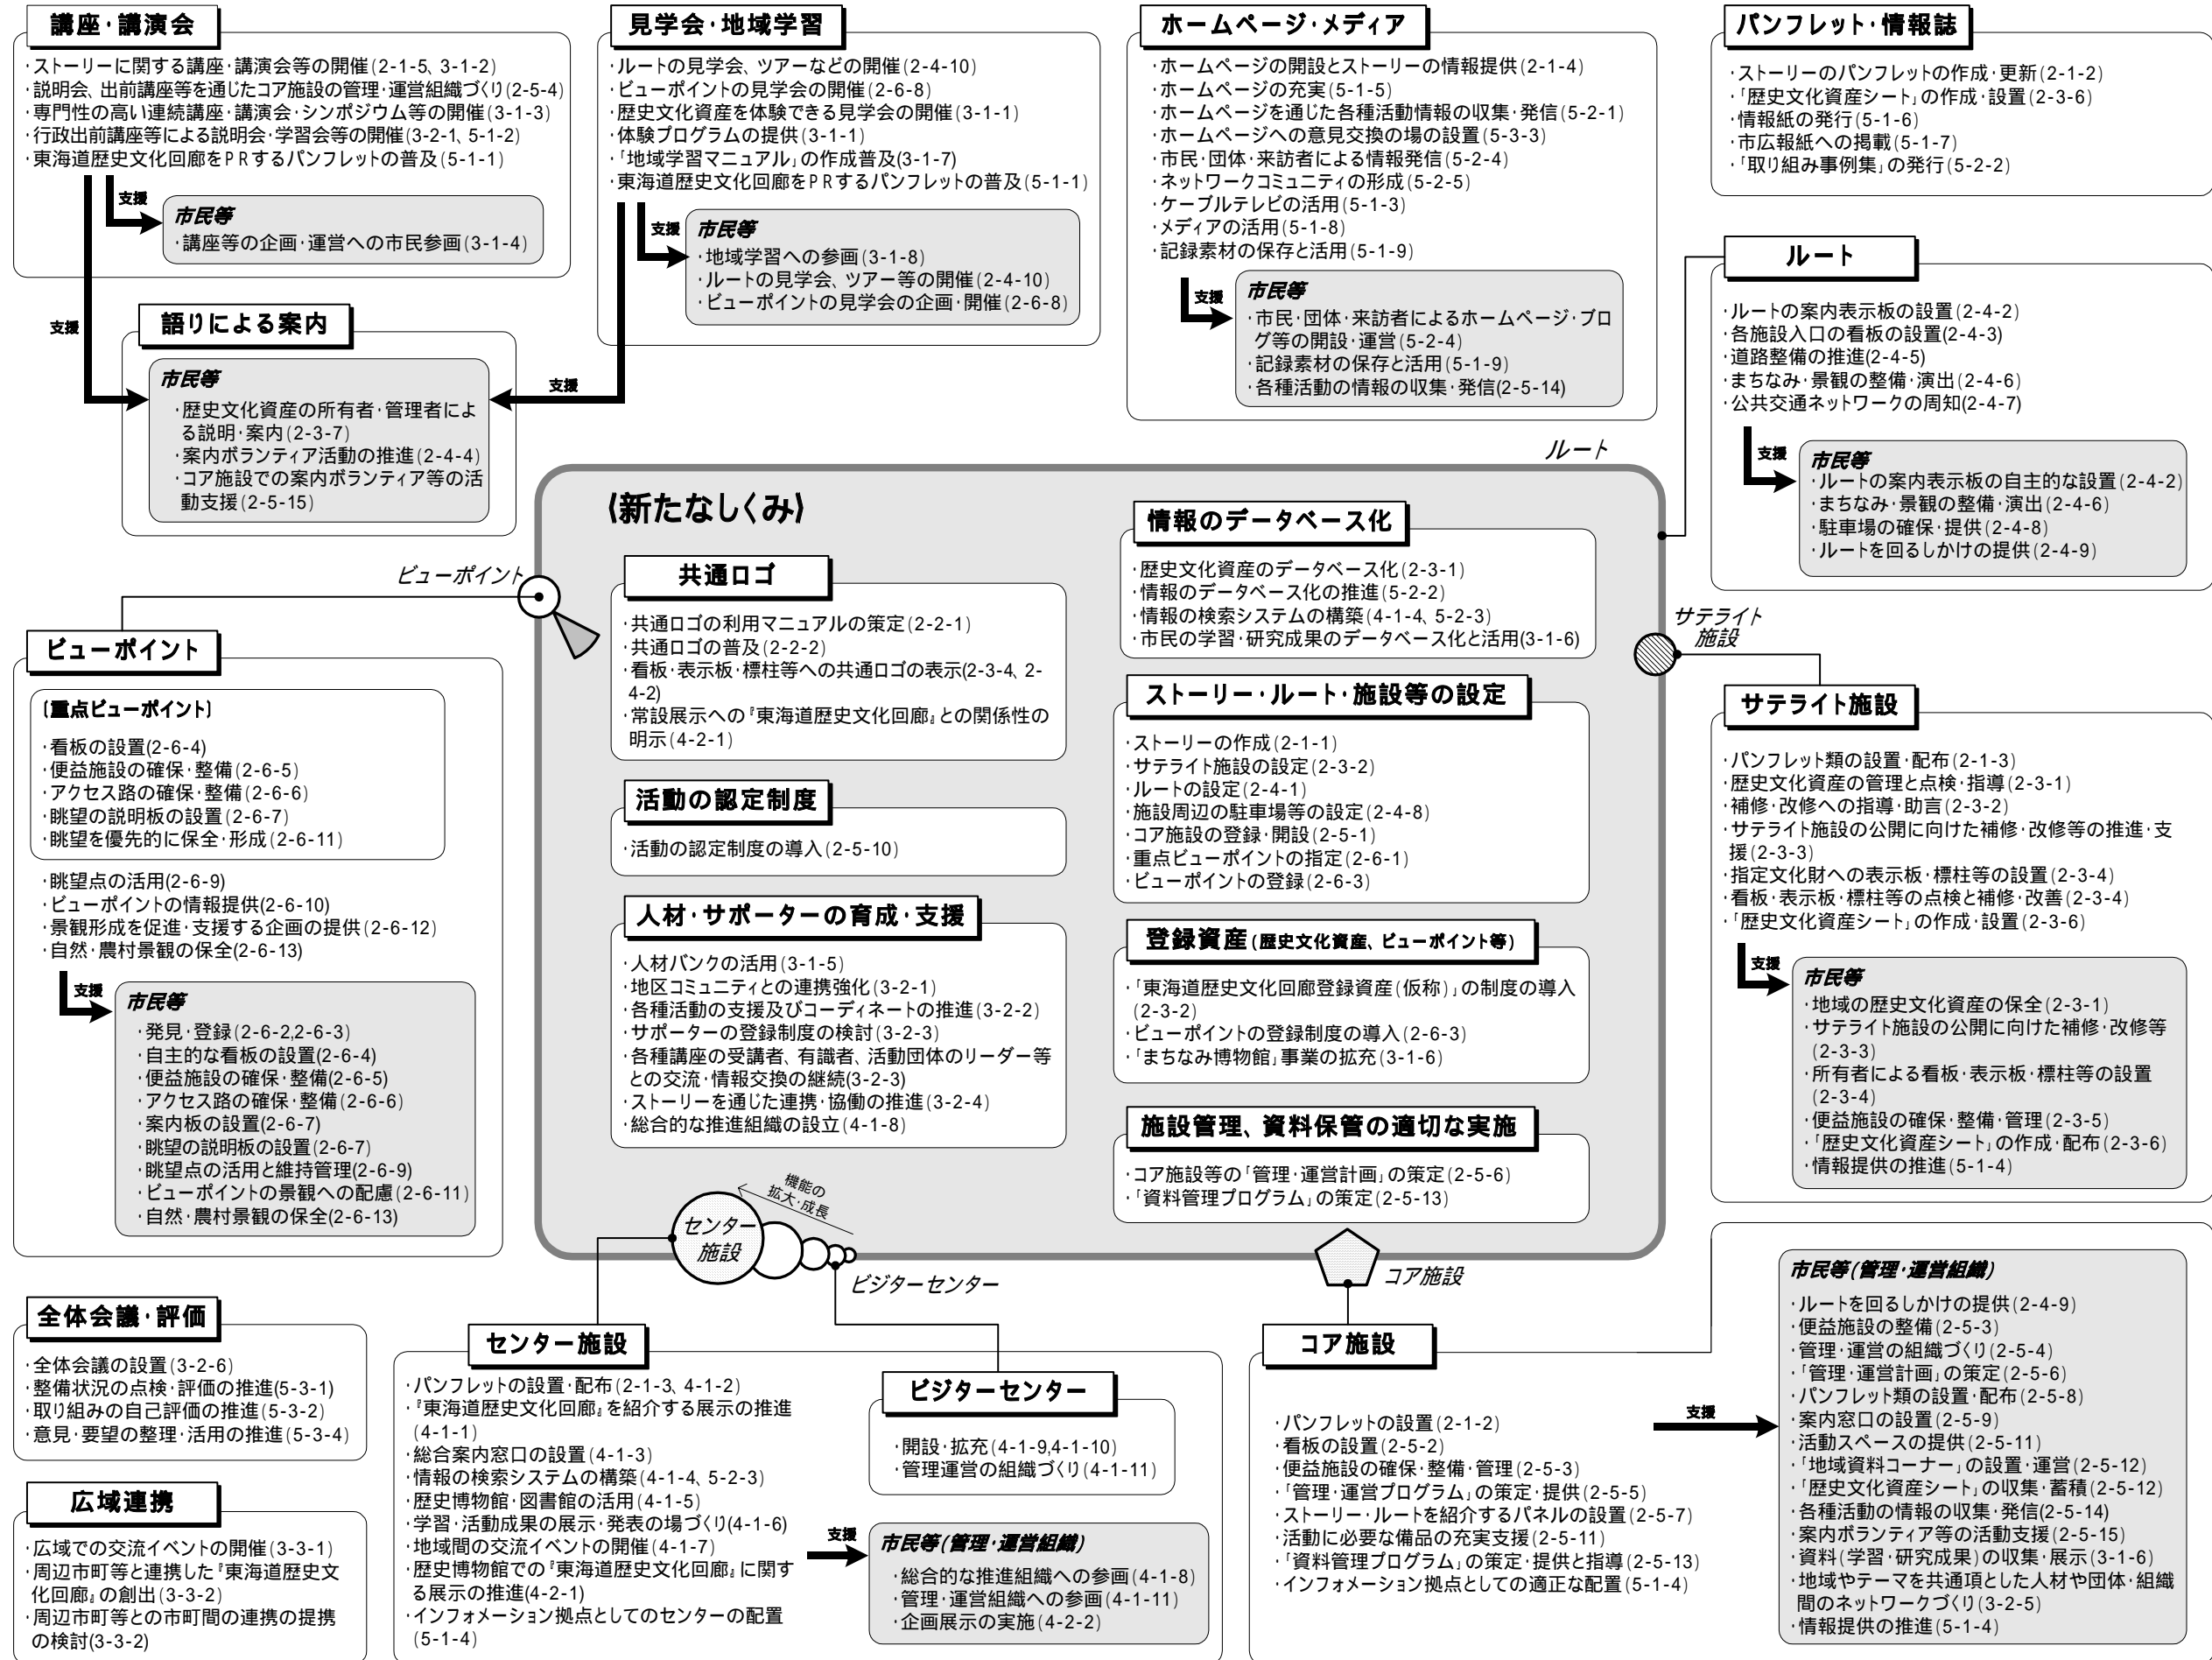 講座･講演会
･ストーリーに関する講座･講演会等の開催(2-1-5、3-1-2)
･説明会、出前講座等を通じたコア施設の管理･運営組織づくり(2-5-4)
･専門性の高い連続講座･講演会･シンポジウム等の開催(3-1-3)
･行政出前講座等による説明会･学習会等の開催(3-2-1、5-1-2)
･東海道歴史文化回廊をPRするパンフレットの普及(5-1-1)
支援
市民等
･講座等の企画･運営への市民参画(3-1-4)
支援
語りによる案内
市民等
･歴史文化資産の所有者･管理者によ
る説明･案内(2-3-7)
･案内ボランティア活動の推進(2-4-4)
･コア施設での案内ボランティア等の活
動支援(2-5-15)
見学会･地域学習
･ルートの見学会、ツアーなどの開催(2-4-10)
･ビューポイントの見学会の開催(2-6-8)
･歴史文化資産を体験できる見学会の開催(3-1-1)
･体験プログラムの提供(3-1-1)
･｢地域学習マニュアル｣の作成普及(3-1-7)
･東海道歴史文化回廊をPRするパンフレットの普及(5-1-1)
支援
市民等
･地域学習への参画(3-1-8)
･ルートの見学会、ツアー等の開催(2-4-10)
･ビューポイントの見学会の企画･開催(2-6-8)
支援
ホームページ･メディア
･ホームページの開設とストーリーの情報提供(2-1-4)
･ホームページの充実(5-1-5)
･ホームページを通じた各種活動情報の収集･発信(5-2-1)
･ホームページへの意見交換の場の設置(5-3-3)
･市民･団体･来訪者による情報発信(5-2-4)
･ネットワークコミュニティの形成(5-2-5)
･ケーブルテレビの活用(5-1-3)
･メディアの活用(5-1-8)
･記録素材の保存と活用(5-1-9)
支援
市民等
･市民･団体･来訪者によるホームページ･ブロ
グ等の開設･運営(5-2-4)
･記録素材の保存と活用(5-1-9)
･各種活動の情報の収集･発信(2-5-14)
パンフレット･情報誌
･ストーリーのパンフレットの作成･更新(2-1-2)
･｢歴史文化資産シート｣の作成･設置(2-3-6)
･情報紙の発行(5-1-6)
･市広報紙への掲載(5-1-7)
･｢取り組み事例集｣の発行(5-2-2)
ルート
･ルートの案内表示板の設置(2-4-2)
･各施設入口の看板の設置(2-4-3)
･道路整備の推進(2-4-5)
･まちなみ･景観の整備･演出(2-4-6)
･公共交通ネットワークの周知(2-4-7)
支援
市民等
･ルートの案内表示板の自主的な設置(2-4-2)
･まちなみ･景観の整備･演出(2-4-6)
･駐車場の確保･提供(2-4-8)
･ルートを回るしかけの提供(2-4-9)
ルート
〈新たなしくみ〉
共通ロゴ
･共通ロゴの利用マニュアルの策定(2-2-1)
･共通ロゴの普及(2-2-2)
･看板･表示板･標柱等への共通ロゴの表示(2-3-4、2-
4-2)
･常設展示への『東海道歴史文化回廊』との関係性の
明示(4-2-1)
活動の認定制度
･活動の認定制度の導入(2-5-10)
人材･サポーターの育成･支援
･人材バンクの活用(3-1-5)
･地区コミュニティとの連携強化(3-2-1)
･各種活動の支援及びコーディネートの推進(3-2-2)
･サポーターの登録制度の検討(3-2-3)
･各種講座の受講者、有識者、活動団体のリーダー等
との交流･情報交換の継続(3-2-3)
･ストーリーを通じた連携･協働の推進(3-2-4)
･総合的な推進組織の設立(4-1-8)
情報のデータベース化
･歴史文化資産のデータベース化(2-3-1)
･情報のデータベース化の推進(5-2-2)
･情報の検索システムの構築(4-1-4、5-2-3)
･市民の学習･研究成果のデータベース化と活用(3-1-6)
ストーリー･ルート･施設等の設定
･ストーリーの作成(2-1-1)
･サテライト施設の設定(2-3-2)
･ルートの設定(2-4-1)
･施設周辺の駐車場等の設定(2-4-8)
･コア施設の登録･開設(2-5-1)
･重点ビューポイントの指定(2-6-1)
･ビューポイントの登録(2-6-3)
登録資産(歴史文化資産、ビューポイント等)
･｢東海道歴史文化回廊登録資産(仮称)｣の制度の導入
(2-3-2)
･ビューポイントの登録制度の導入(2-6-3)
･｢まちなみ博物館｣事業の拡充(3-1-6)
施設管理、資料保管の適切な実施
･コア施設等の｢管理･運営計画｣の策定(2-5-6)
･｢資料管理プログラム｣の策定(2-5-13)
ビューポイント
ビューポイント
〔重点ビューポイント〕
･看板の設置(2-6-4)
･便益施設の確保･整備(2-6-5)
･アクセス路の確保･整備(2-6-6)
･眺望の説明板の設置(2-6-7)
･眺望を優先的に保全･形成(2-6-11)
･眺望点の活用(2-6-9)
･ビューポイントの情報提供(2-6-10)
･景観形成を促進･支援する企画の提供(2-6-12)
･自然･農村景観の保全(2-6-13)
支援
市民等
･発見･登録(2-6-2,2-6-3)
･自主的な看板の設置(2-6-4)
･便益施設の確保･整備(2-6-5)
･アクセス路の確保･整備(2-6-6)
･案内板の設置(2-6-7)
･眺望の説明板の設置(2-6-7)
･眺望点の活用と維持管理(2-6-9)
･ビューポイントの景観への配慮(2-6-11)
･自然･農村景観の保全(2-6-13)
サテライト
施設
サテライト施設
･パンフレット類の設置･配布(2-1-3)
･歴史文化資産の管理と点検･指導(2-3-1)
･補修･改修への指導･助言(2-3-2)
･サテライト施設の公開に向けた補修･改修等の推進･支
援(2-3-3)
･指定文化財への表示板･標柱等の設置(2-3-4)
･看板･表示板･標柱等の点検と補修･改善(2-3-4)
･｢歴史文化資産シート｣の作成･設置(2-3-6)
支援
市民等
･地域の歴史文化資産の保全(2-3-1)
･サテライト施設の公開に向けた補修･改修等
(2-3-3)
･所有者による看板･表示板･標柱等の設置
(2-3-4)
･便益施設の確保･整備･管理(2-3-5)
･｢歴史文化資産シート｣の作成･配布(2-3-6)
･情報提供の推進(5-1-4)
機能の
拡大･成長
センター
施設
ビジターセンター
コア施設
全体会議･評価
･全体会議の設置(3-2-6)
･整備状況の点検･評価の推進(5-3-1)
･取り組みの自己評価の推進(5-3-2)
･意見･要望の整理･活用の推進(5-3-4)
広域連携
･広域での交流イベントの開催(3-3-1)
･周辺市町等と連携した『東海道歴史文
化回廊』の創出(3-3-2)
･周辺市町等との市町間の連携の提携
の検討(3-3-2)
センター施設
･パンフレットの設置･配布(2-1-3、4-1-2)
･『東海道歴史文化回廊』を紹介する展示の推進
(4-1-1)
･総合案内窓口の設置(4-1-3)
･情報の検索システムの構築(4-1-4、5-2-3)
･歴史博物館･図書館の活用(4-1-5)
･学習･活動成果の展示･発表の場づくり(4-1-6)
･地域間の交流イベントの開催(4-1-7)
･歴史博物館での『東海道歴史文化回廊』に関す
る展示の推進(4-2-1)
･インフォメーション拠点としてのセンターの配置
(5-1-4)
ビジターセンター
･開設･拡充(4-1-9,4-1-10)
･管理運営の組織づくり(4-1-11)
支援
市民等(管理･運営組織)
･総合的な推進組織への参画(4-1-8)
･管理･運営組織への参画(4-1-11)
･企画展示の実施(4-2-2)
コア施設
･パンフレットの設置(2-1-2)
･看板の設置(2-5-2)
･便益施設の確保･整備･管理(2-5-3)
･｢管理･運営プログラム｣の策定･提供(2-5-5)
･ストーリー･ルートを紹介するパネルの設置(2-5-7)
･活動に必要な備品の充実支援(2-5-11)
･｢資料管理プログラム｣の策定･提供と指導(2-5-13)
･インフォメーション拠点としての適正な配置(5-1-4)
支援
市民等(管理･運営組織)
･ルートを回るしかけの提供(2-4-9)
･便益施設の整備(2-5-3)
･管理･運営の組織づくり(2-5-4)
･｢管理･運営計画｣の策定(2-5-6)
･パンフレット類の設置･配布(2-5-8)
･案内窓口の設置(2-5-9)
･活動スペースの提供(2-5-11)
･｢地域資料コーナー｣の設置･運営(2-5-12)
･｢歴史文化資産シート｣の収集･蓄積(2-5-12)
･各種活動の情報の収集･発信(2-5-14)
･案内ボランティア等の活動支援(2-5-15)
･資料(学習･研究成果)の収集･展示(3-1-6)
･地域やテーマを共通項とした人材や団体･組織
間のネットワークづくり(3-2-5)
･情報提供の推進(5-1-4)